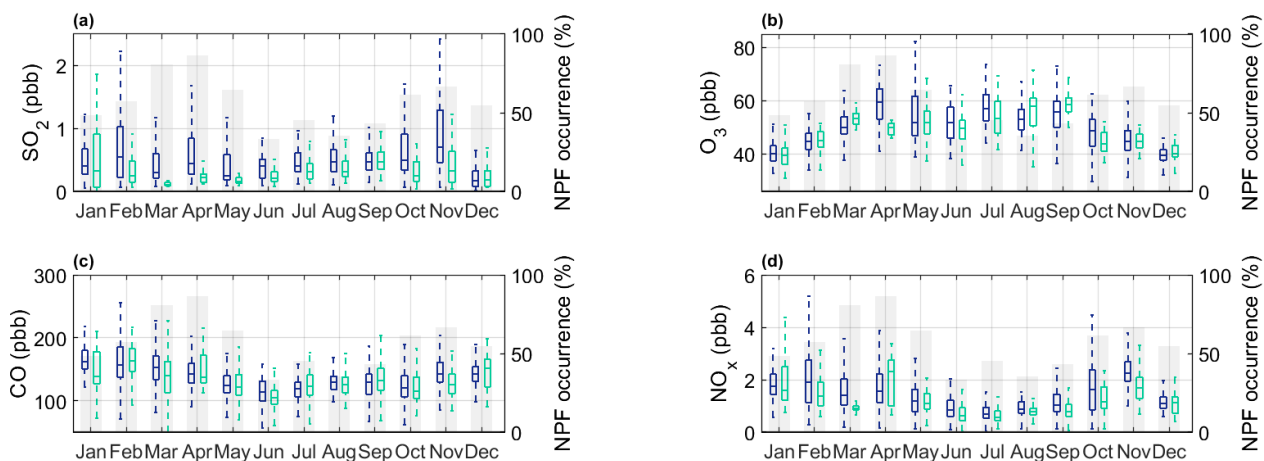 (a)
SO2 (pbb)
2
1
0
100
50
0
NPF occurrence (%)
Jan Feb Mar Apr May Jun Jul Aug Sep Oct Nov Dec
(b)
O3 (pbb)
80
60
40
100
50
0
NPF occurrence (%)
Jan Feb Mar Apr May Jun Jul Aug Sep Oct Nov Dec
(c)
CO (pbb)
300
200
100
100
50
0
NPF occurrence (%)
Jan Feb Mar Apr May Jun Jul Aug Sep Oct Nov Dec
(d)
NOx (pbb)
6
4
2
0
100
50
0
NPF occurrence (%)
Jan Feb Mar Apr May Jun Jul Aug Sep Oct Nov Dec